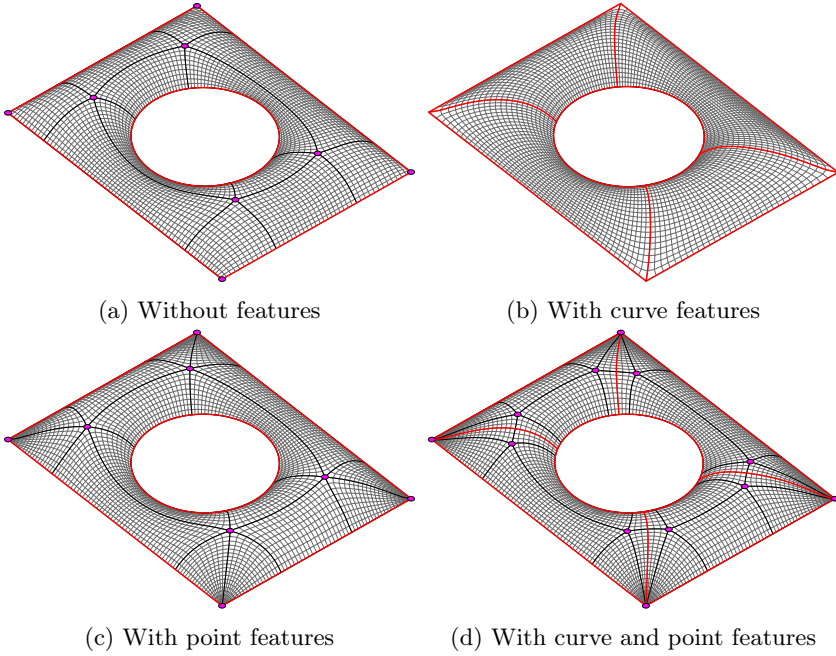 (a) Without features
(b) With curve features
(c) With point features
(d) With curve and point features